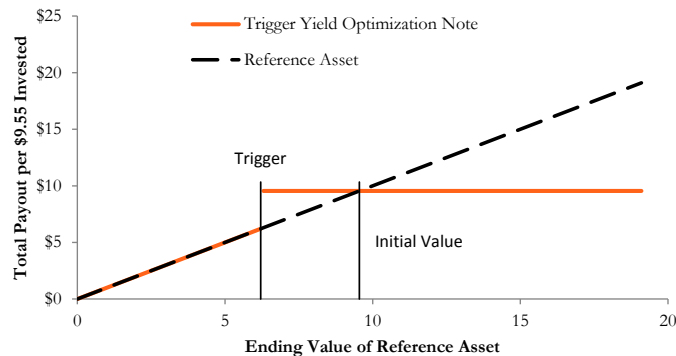 $25
Trigger Yield Optimization Note
Reference Asset
$20
$15
Trigger
$10
Initial Value
$5
$0
0 5 10 15 20
Total Payout per $9.55 Invested
Ending Value of Reference Asset